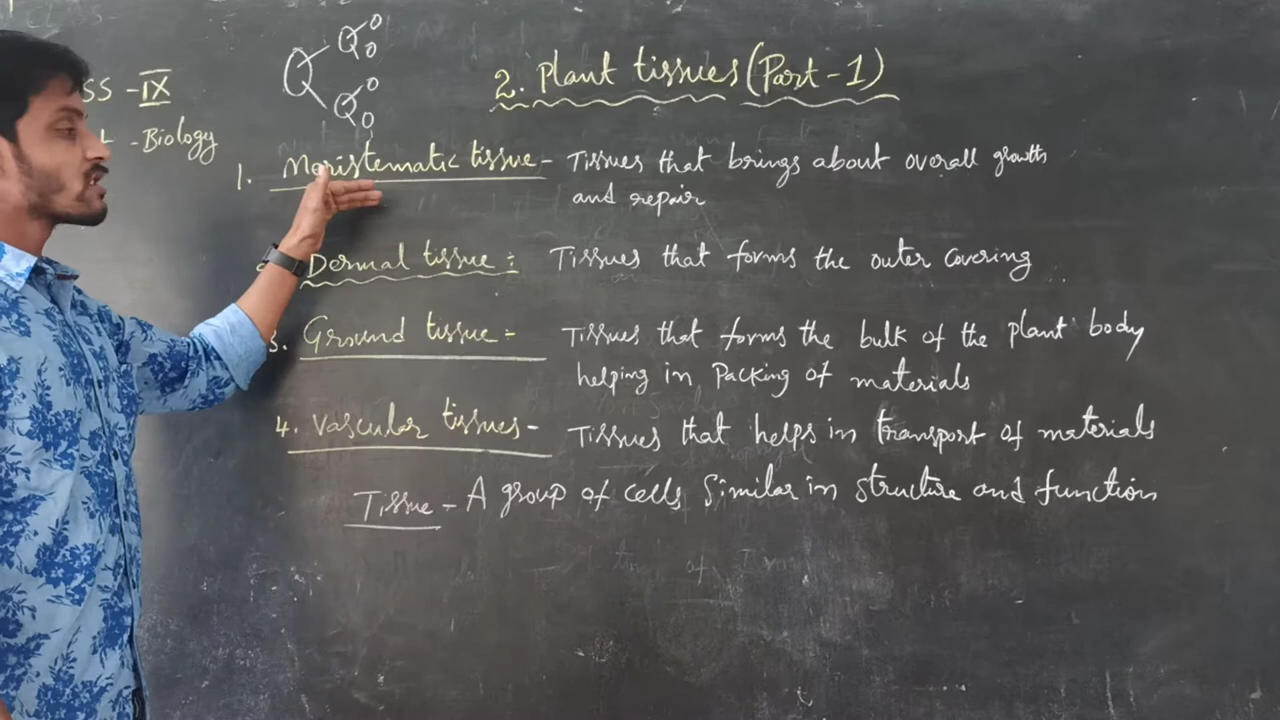 SS - IX
- Biology
2. Plant tissues (Part - 1)
1. Meristematic tissue - Tissues that brings about overall growth
and repair
Dermal tissue :- Tissues that forms the outer covering
3. Ground tissue :- Tissues that forms the bulk of the plant body
helping in Packing of materials
4. Vascular tissues - Tissues that helps in transport of materials
Tissue - A group of cells similar in structure and function